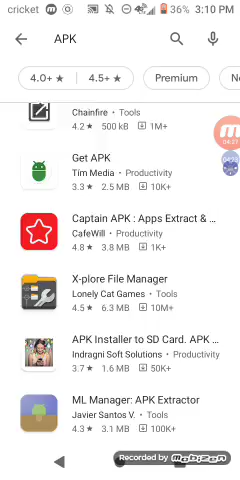 cricket 36% 3:10 PM
APK
4.0+ ★ 4.5+ ★ Premium
Chainfire • Tools
4.2 ★ 500 kB 1M+
Get APK
Tim Media • Productivity
3.3 ★ 2.5 MB 10K+
04:27
Captain APK : Apps Extract & ...
CafeWill • Productivity
4.8 ★ 3.8 MB 1K+
X-plore File Manager
Lonely Cat Games • Tools
4.5 ★ 6.3 MB 10M+
APK Installer to SD Card. APK ...
Indragni Soft Solutions • Productivity
3.7 ★ 1.6 MB 50K+
ML Manager: APK Extractor
Javier Santos V. • Tools
4.3 ★ 3.1 MB 100K+
Recorded by mobizen